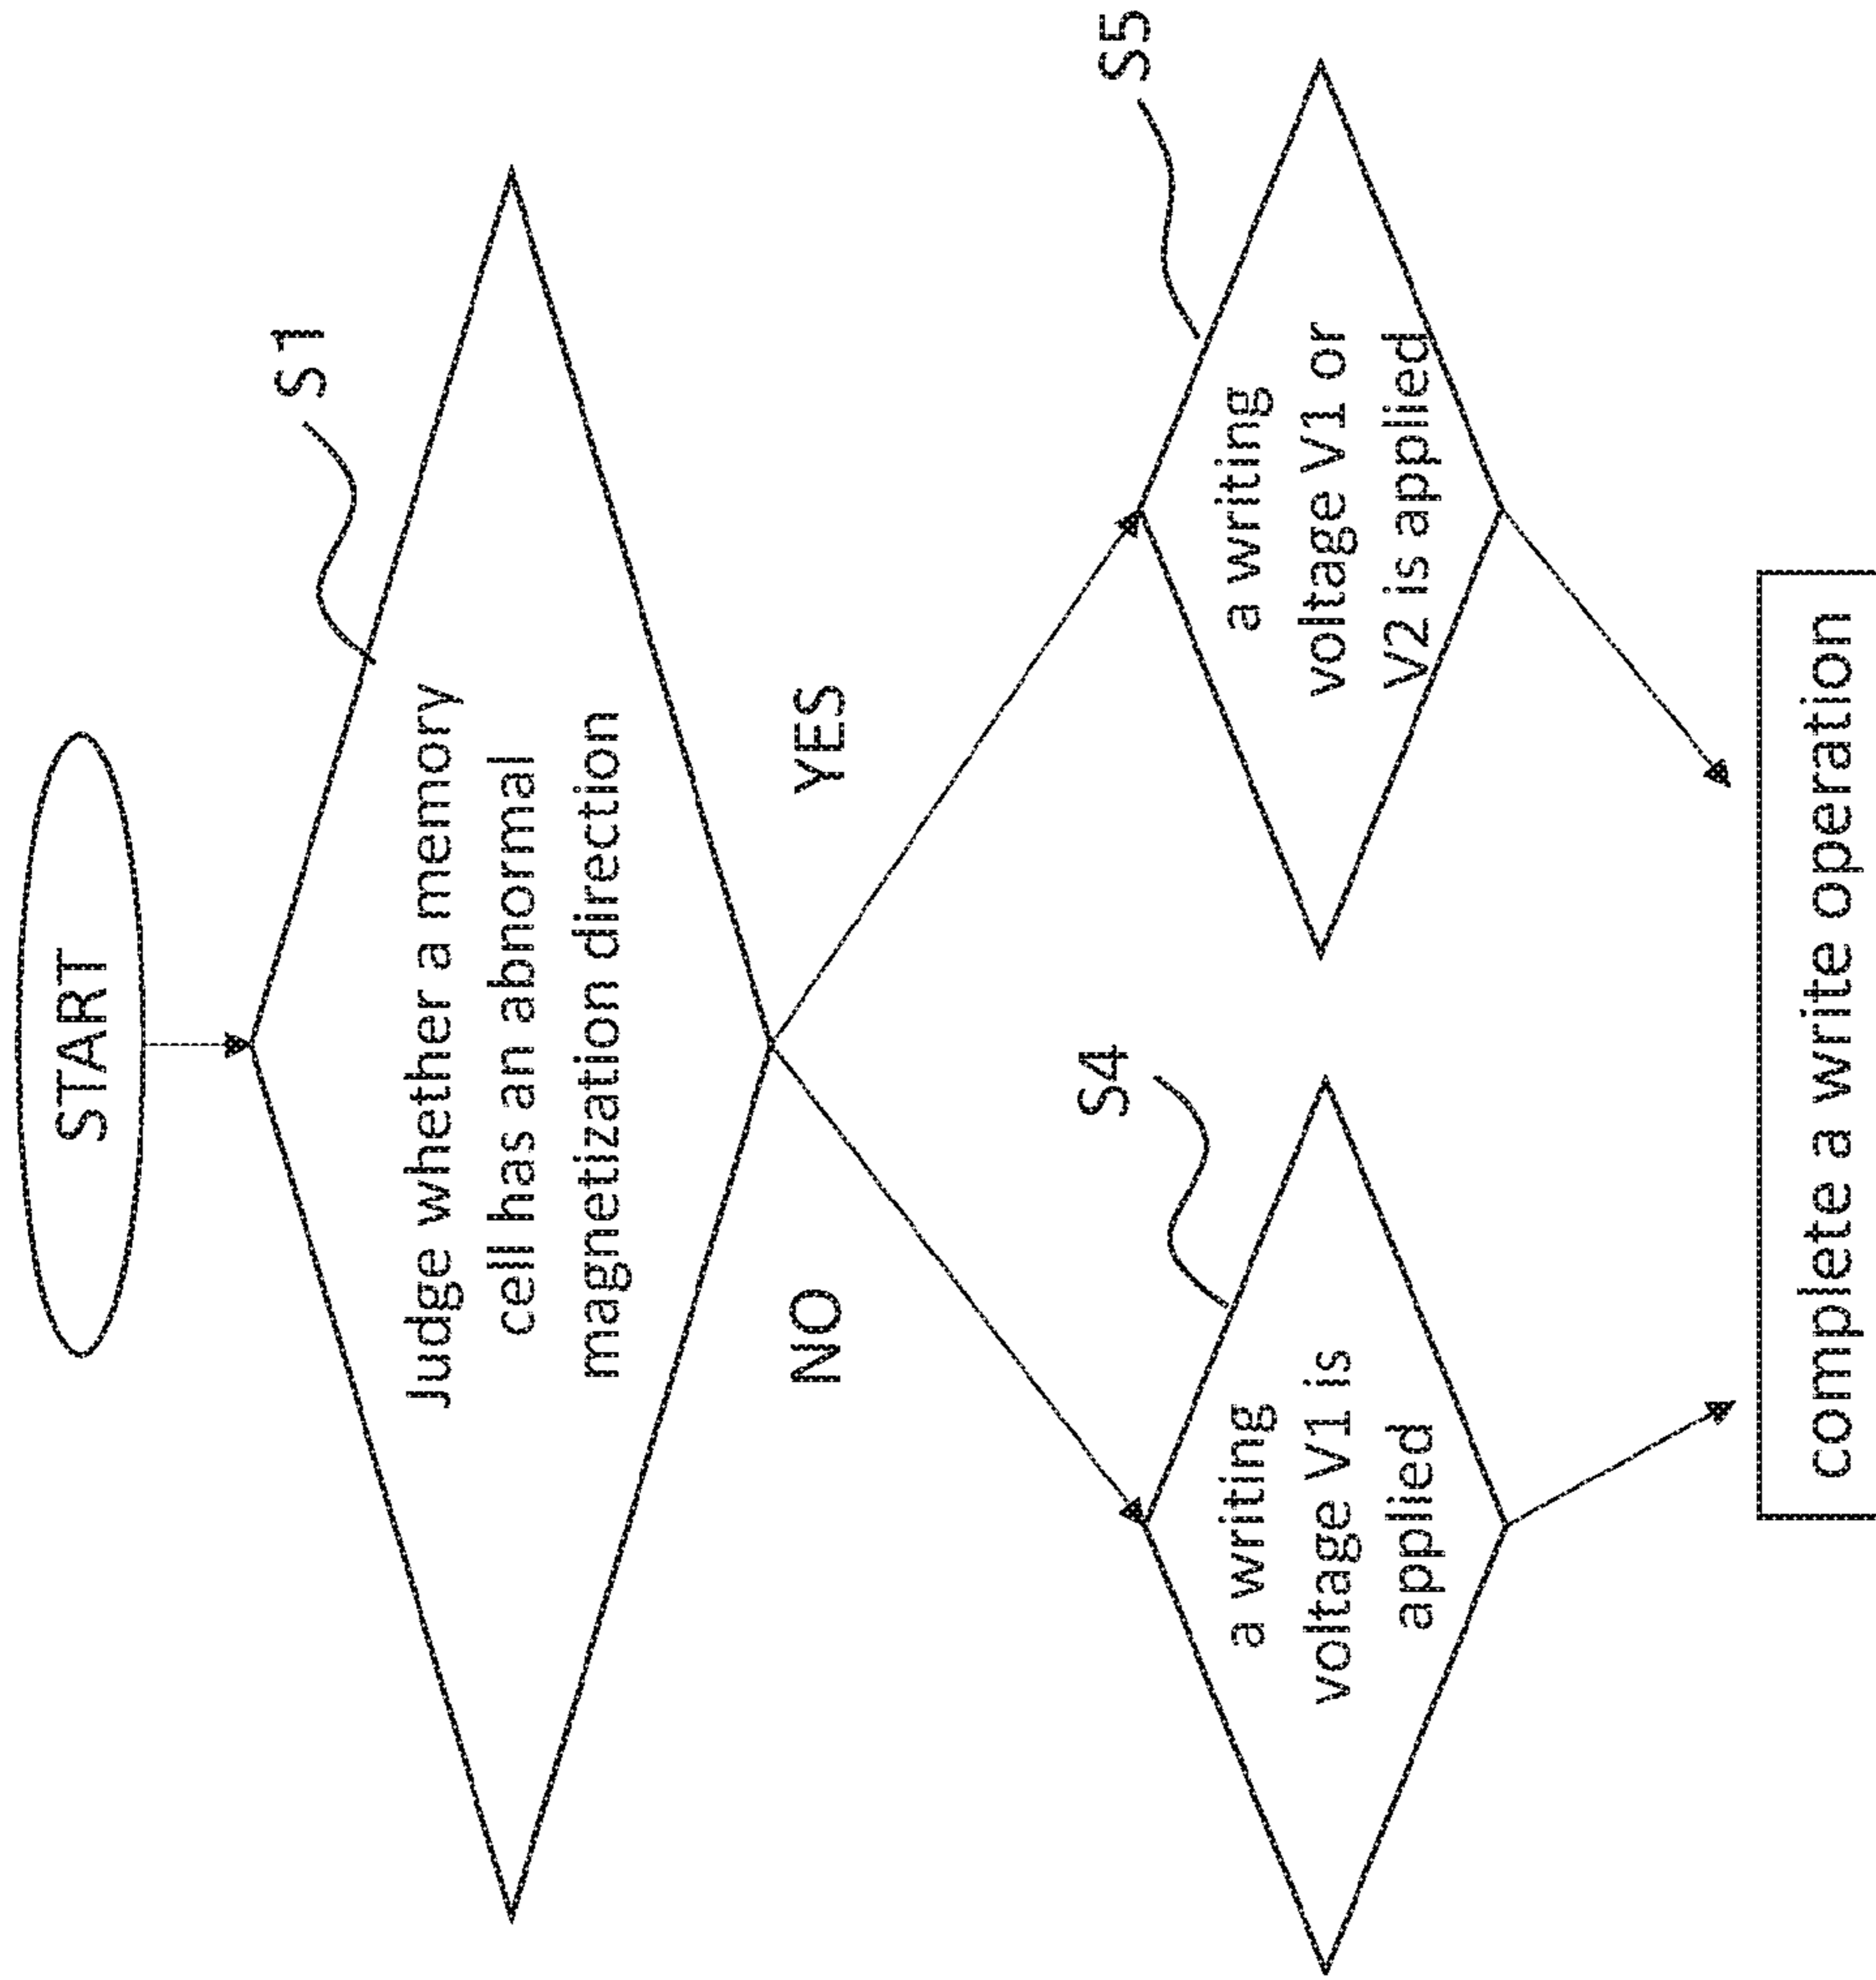 START
S1
Judge whether a memory
cell has an abnormal
magnetization direction
NO
YES
S4
a writing
voltage V1 is
applied
S5
a writing
voltage V1 or
V2 is applied
complete a write operation